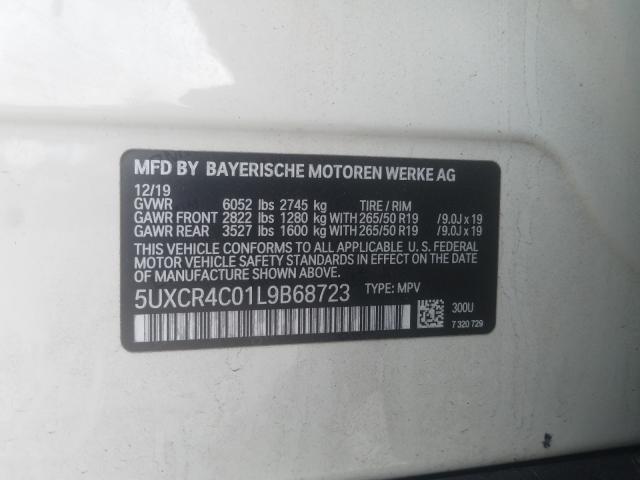 MFD BY BAYERISCHE MOTOREN WERKE AG
12/19
GVWR 6052 lbs 2745 kg TIRE / RIM
GAWR FRONT 2822 lbs 1280 kg WITH 265/50 R19 /9.0J x 19
GAWR REAR 3527 lbs 1600 kg WITH 265/50 R19 /9.0J x 19
THIS VEHICLE CONFORMS TO ALL APPLICABLE U.S. FEDERAL
MOTOR VEHICLE SAFETY STANDARDS IN EFFECT ON THE DATE
OF MANUFACTURE SHOWN ABOVE.
5UXCR4C01L9B68723 TYPE: MPV
300U
7 320 729